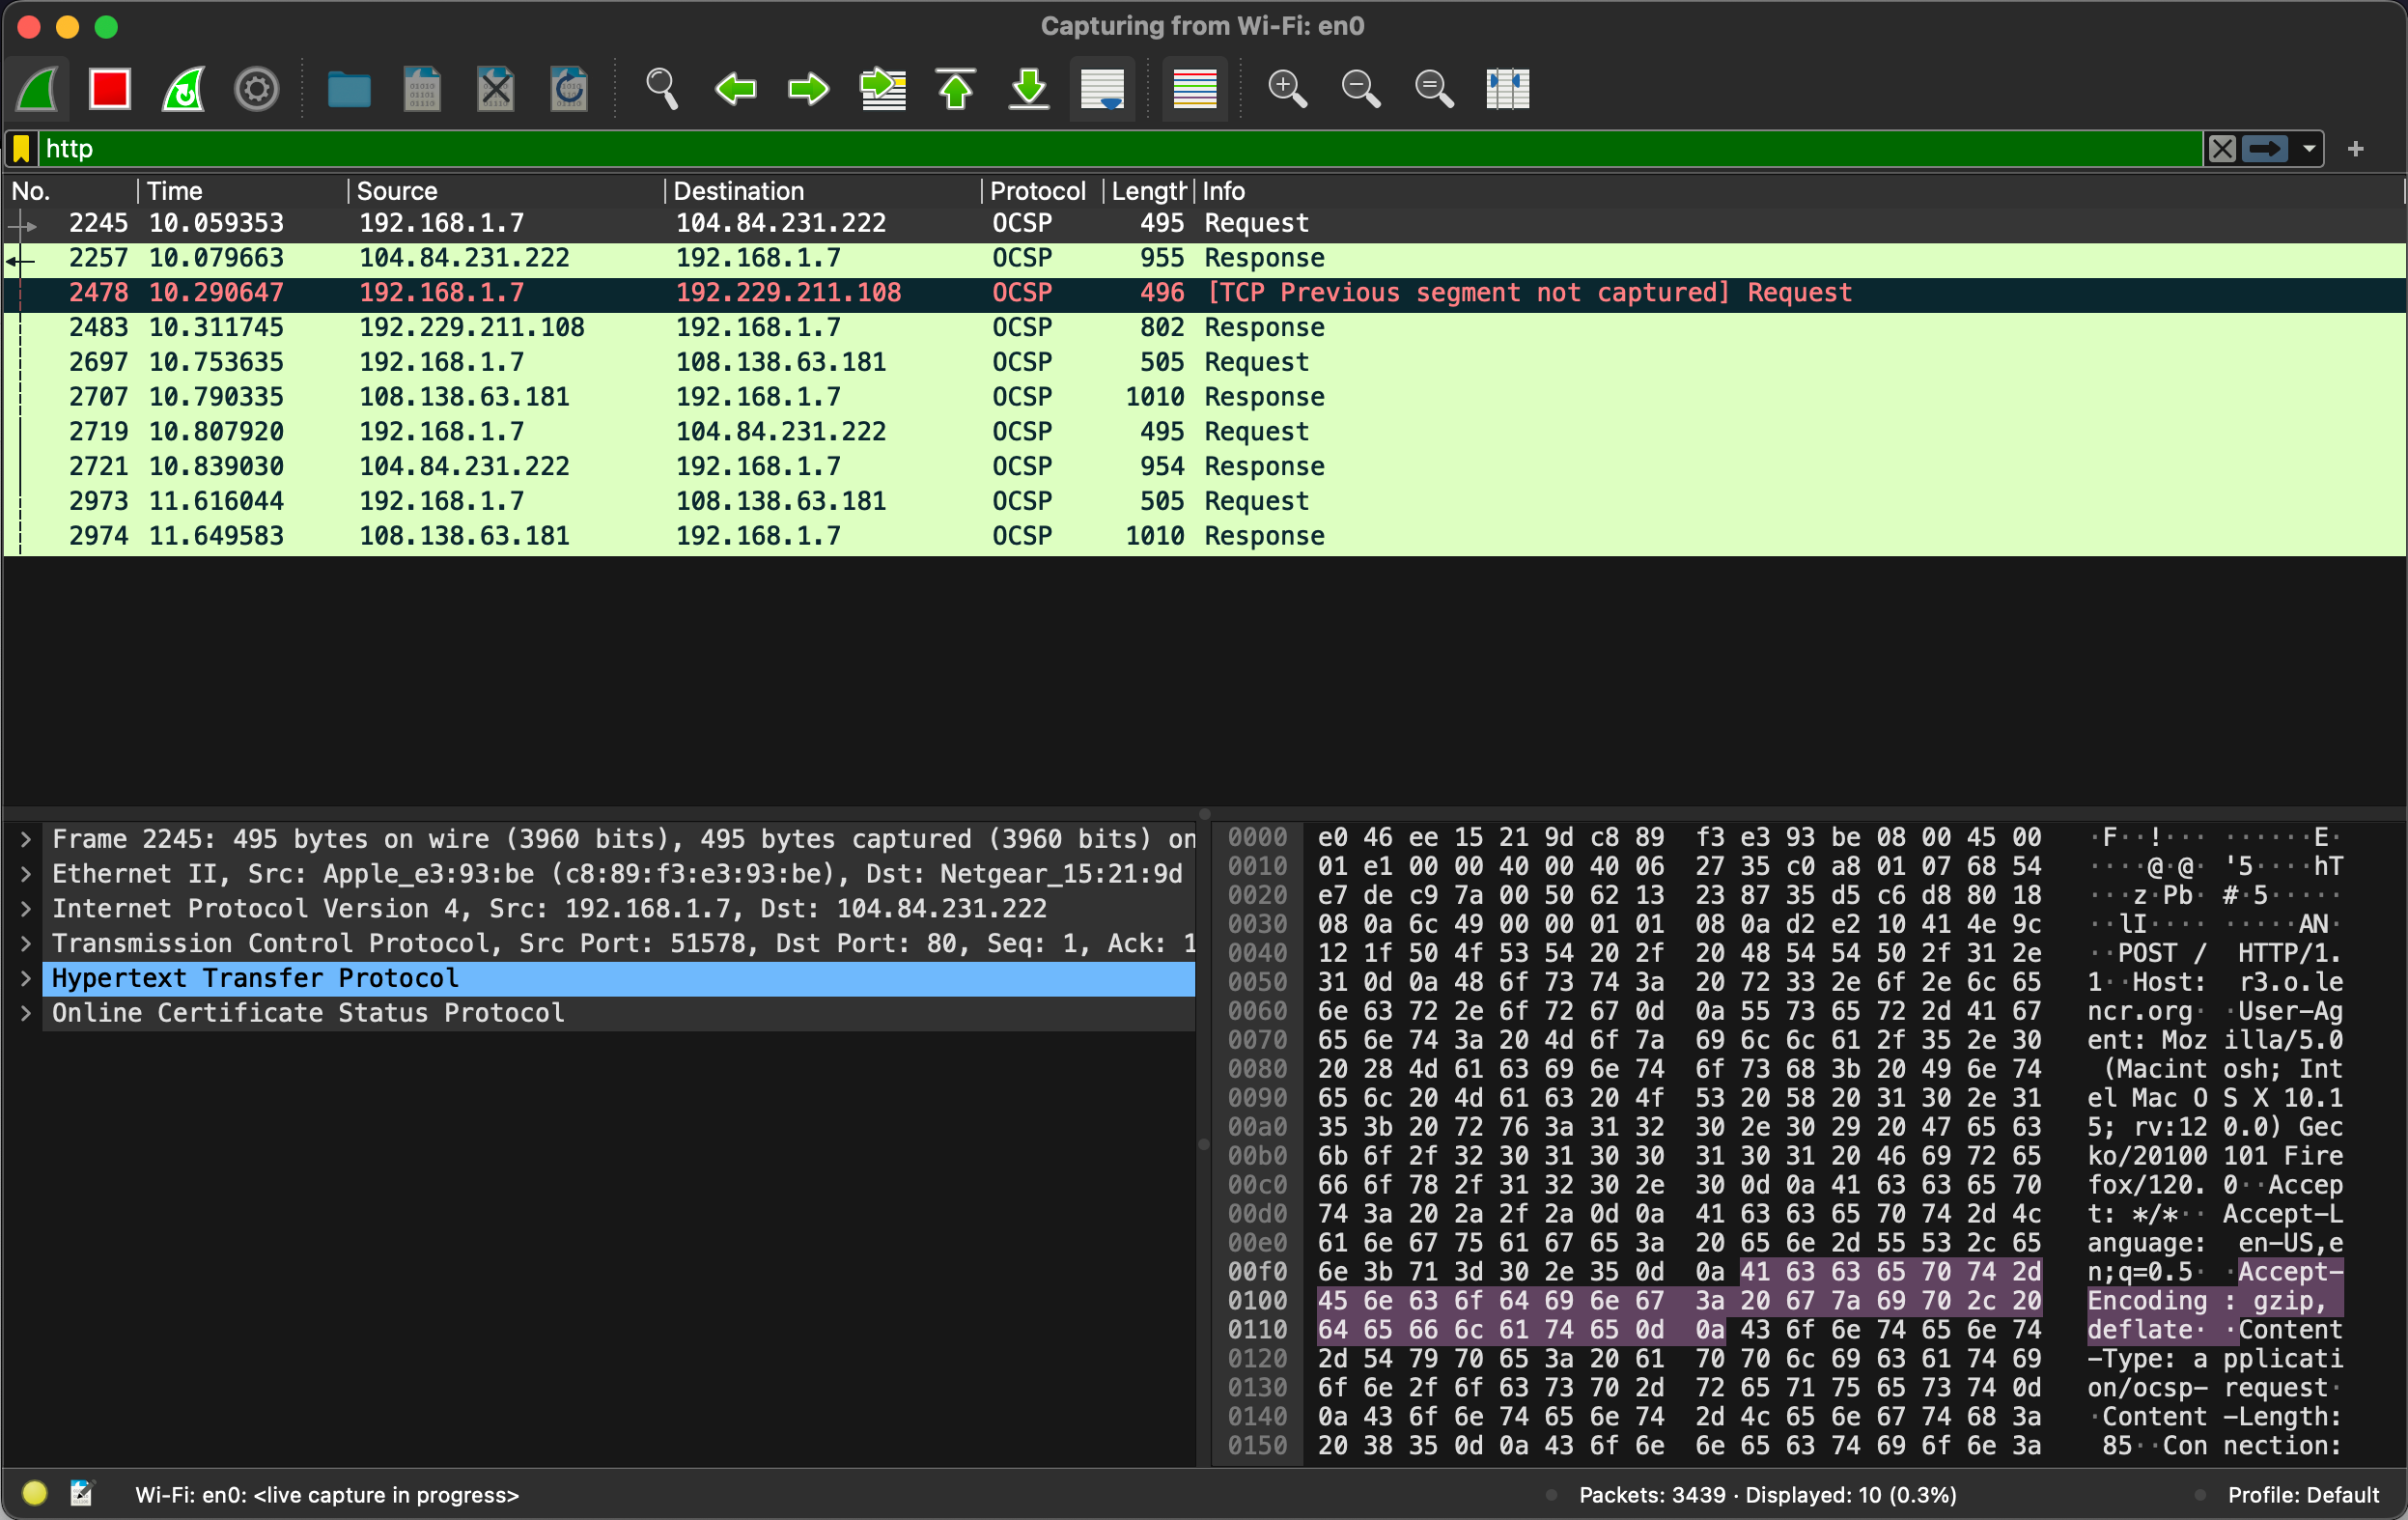 Capturing from Wi-Fi: en0
http
No. Time Source Destination Protocol Length Info
2245 10.059353 192.168.1.7 104.84.231.222 OCSP 495 Request
2257 10.079663 104.84.231.222 192.168.1.7 OCSP 955 Response
2478 10.290647 192.168.1.7 192.229.211.108 OCSP 496 [TCP Previous segment not captured] Request
2483 10.311745 192.229.211.108 192.168.1.7 OCSP 802 Response
2697 10.753635 192.168.1.7 108.138.63.181 OCSP 505 Request
2707 10.790335 108.138.63.181 192.168.1.7 OCSP 1010 Response
2719 10.807920 192.168.1.7 104.84.231.222 OCSP 495 Request
2721 10.839030 104.84.231.222 192.168.1.7 OCSP 954 Response
2973 11.616044 192.168.1.7 108.138.63.181 OCSP 505 Request
2974 11.649583 108.138.63.181 192.168.1.7 OCSP 1010 Response
Frame 2245: 495 bytes on wire (3960 bits), 495 bytes captured (3960 bits) on
Ethernet II, Src: Apple_e3:93:be (c8:89:f3:e3:93:be), Dst: Netgear_15:21:9d
Internet Protocol Version 4, Src: 192.168.1.7, Dst: 104.84.231.222
Transmission Control Protocol, Src Port: 51578, Dst Port: 80, Seq: 1, Ack: 1
Hypertext Transfer Protocol
Online Certificate Status Protocol
0000 e0 46 ee 15 21 9d c8 89 f3 e3 93 be 08 00 45 00 ·F··!··· ······E·
0010 01 e1 00 00 40 00 40 06 27 35 c0 a8 01 07 68 54 ····@·@· '5····hT
0020 e7 de c9 7a 00 50 62 13 23 87 35 d5 c6 d8 80 18 ···z·Pb· #·5·····
0030 08 0a 6c 49 00 00 01 01 08 0a d2 e2 10 41 4e 9c ··lI···· ·····AN·
0040 12 1f 50 4f 53 54 20 2f 20 48 54 54 50 2f 31 2e ··POST / HTTP/1.
0050 31 0d 0a 48 6f 73 74 3a 20 72 33 2e 6f 2e 6c 65 1··Host: r3.o.le
0060 6e 63 72 2e 6f 72 67 0d 0a 55 73 65 72 2d 41 67 ncr.org· ·User-Ag
0070 65 6e 74 3a 20 4d 6f 7a 69 6c 6c 61 2f 35 2e 30 ent: Moz illa/5.0
0080 20 28 4d 61 63 69 6e 74 6f 73 68 3b 20 49 6e 74 (Macint osh; Int
0090 65 6c 20 4d 61 63 20 4f 53 20 58 20 31 30 2e 31 el Mac O S X 10.1
00a0 35 3b 20 72 76 3a 31 32 30 2e 30 29 20 47 65 63 5; rv:12 0.0) Gec
00b0 6b 6f 2f 32 30 31 30 30 31 30 31 20 46 69 72 65 ko/20100 101 Fire
00c0 66 6f 78 2f 31 32 30 2e 30 0d 0a 41 63 63 65 70 fox/120. 0··Accep
00d0 74 3a 20 2a 2f 2a 0d 0a 41 63 63 65 70 74 2d 4c t: */*·· Accept-L
00e0 61 6e 67 75 61 67 65 3a 20 65 6e 2d 55 53 2c 65 anguage: en-US,e
00f0 6e 3b 71 3d 30 2e 35 0d 0a 41 63 63 65 70 74 2d n;q=0.5· ·Accept-
0100 45 6e 63 6f 64 69 6e 67 3a 20 67 7a 69 70 2c 20 Encoding : gzip,
0110 64 65 66 6c 61 74 65 0d 0a 43 6f 6e 74 65 6e 74 deflate· ·Content
0120 2d 54 79 70 65 3a 20 61 70 70 6c 69 63 61 74 69 -Type: a pplicati
0130 6f 6e 2f 6f 63 73 70 2d 72 65 71 75 65 73 74 0d on/ocsp- request·
0140 0a 43 6f 6e 74 65 6e 74 2d 4c 65 6e 67 74 68 3a ·Content -Length:
0150 20 38 35 0d 0a 43 6f 6e 6e 65 63 74 69 6f 6e 3a 85··Con nection:
Wi-Fi: en0: <live capture in progress> Packets: 3439 · Displayed: 10 (0.3%) Profile: Default